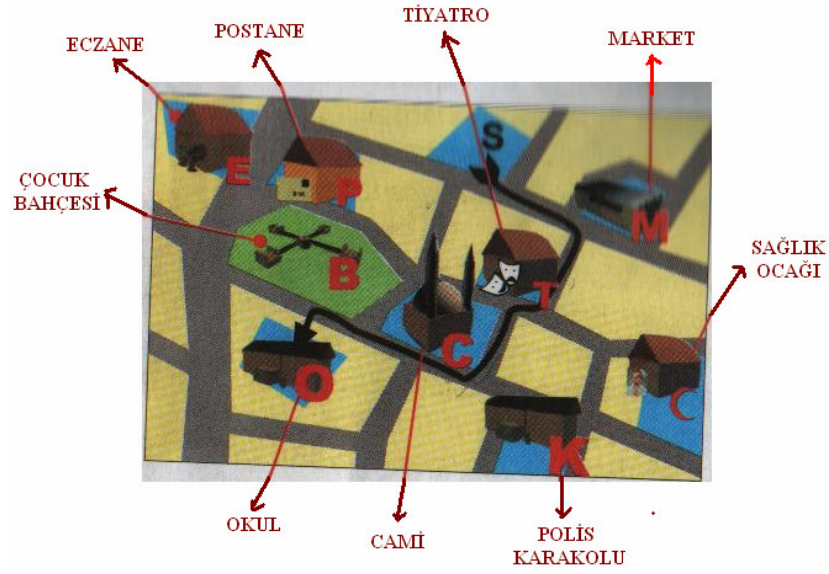 TİYATRO
POSTANE
MARKET
ECZANE
S
E
P
ÇOCUK
BAHÇESİ
M
SAĞLIK
OCAĞI
B
T
C
O
C
K
OKUL
CAMİ
POLİS
KARAKOLU